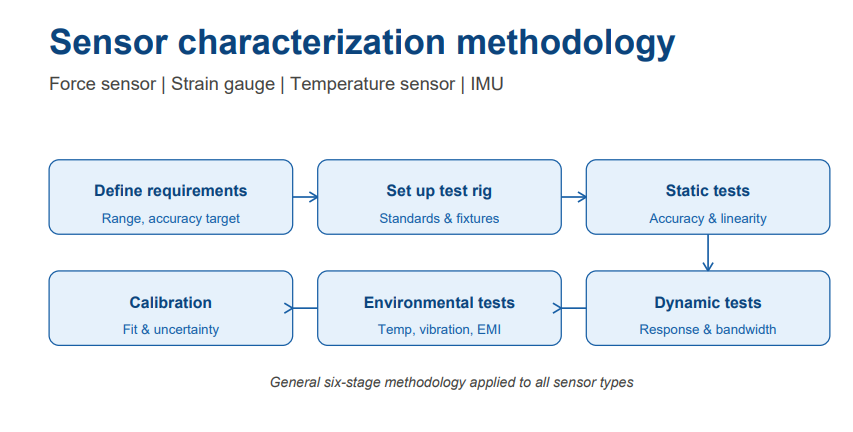 Sensor characterization methodology
Force sensor | Strain gauge | Temperature sensor | IMU
Define requirements
Range, accuracy target
Set up test rig
Standards & fixtures
Static tests
Accuracy & linearity
Calibration
Fit & uncertainty
Environmental tests
Temp, vibration, EMI
Dynamic tests
Response & bandwidth
General six-stage methodology applied to all sensor types